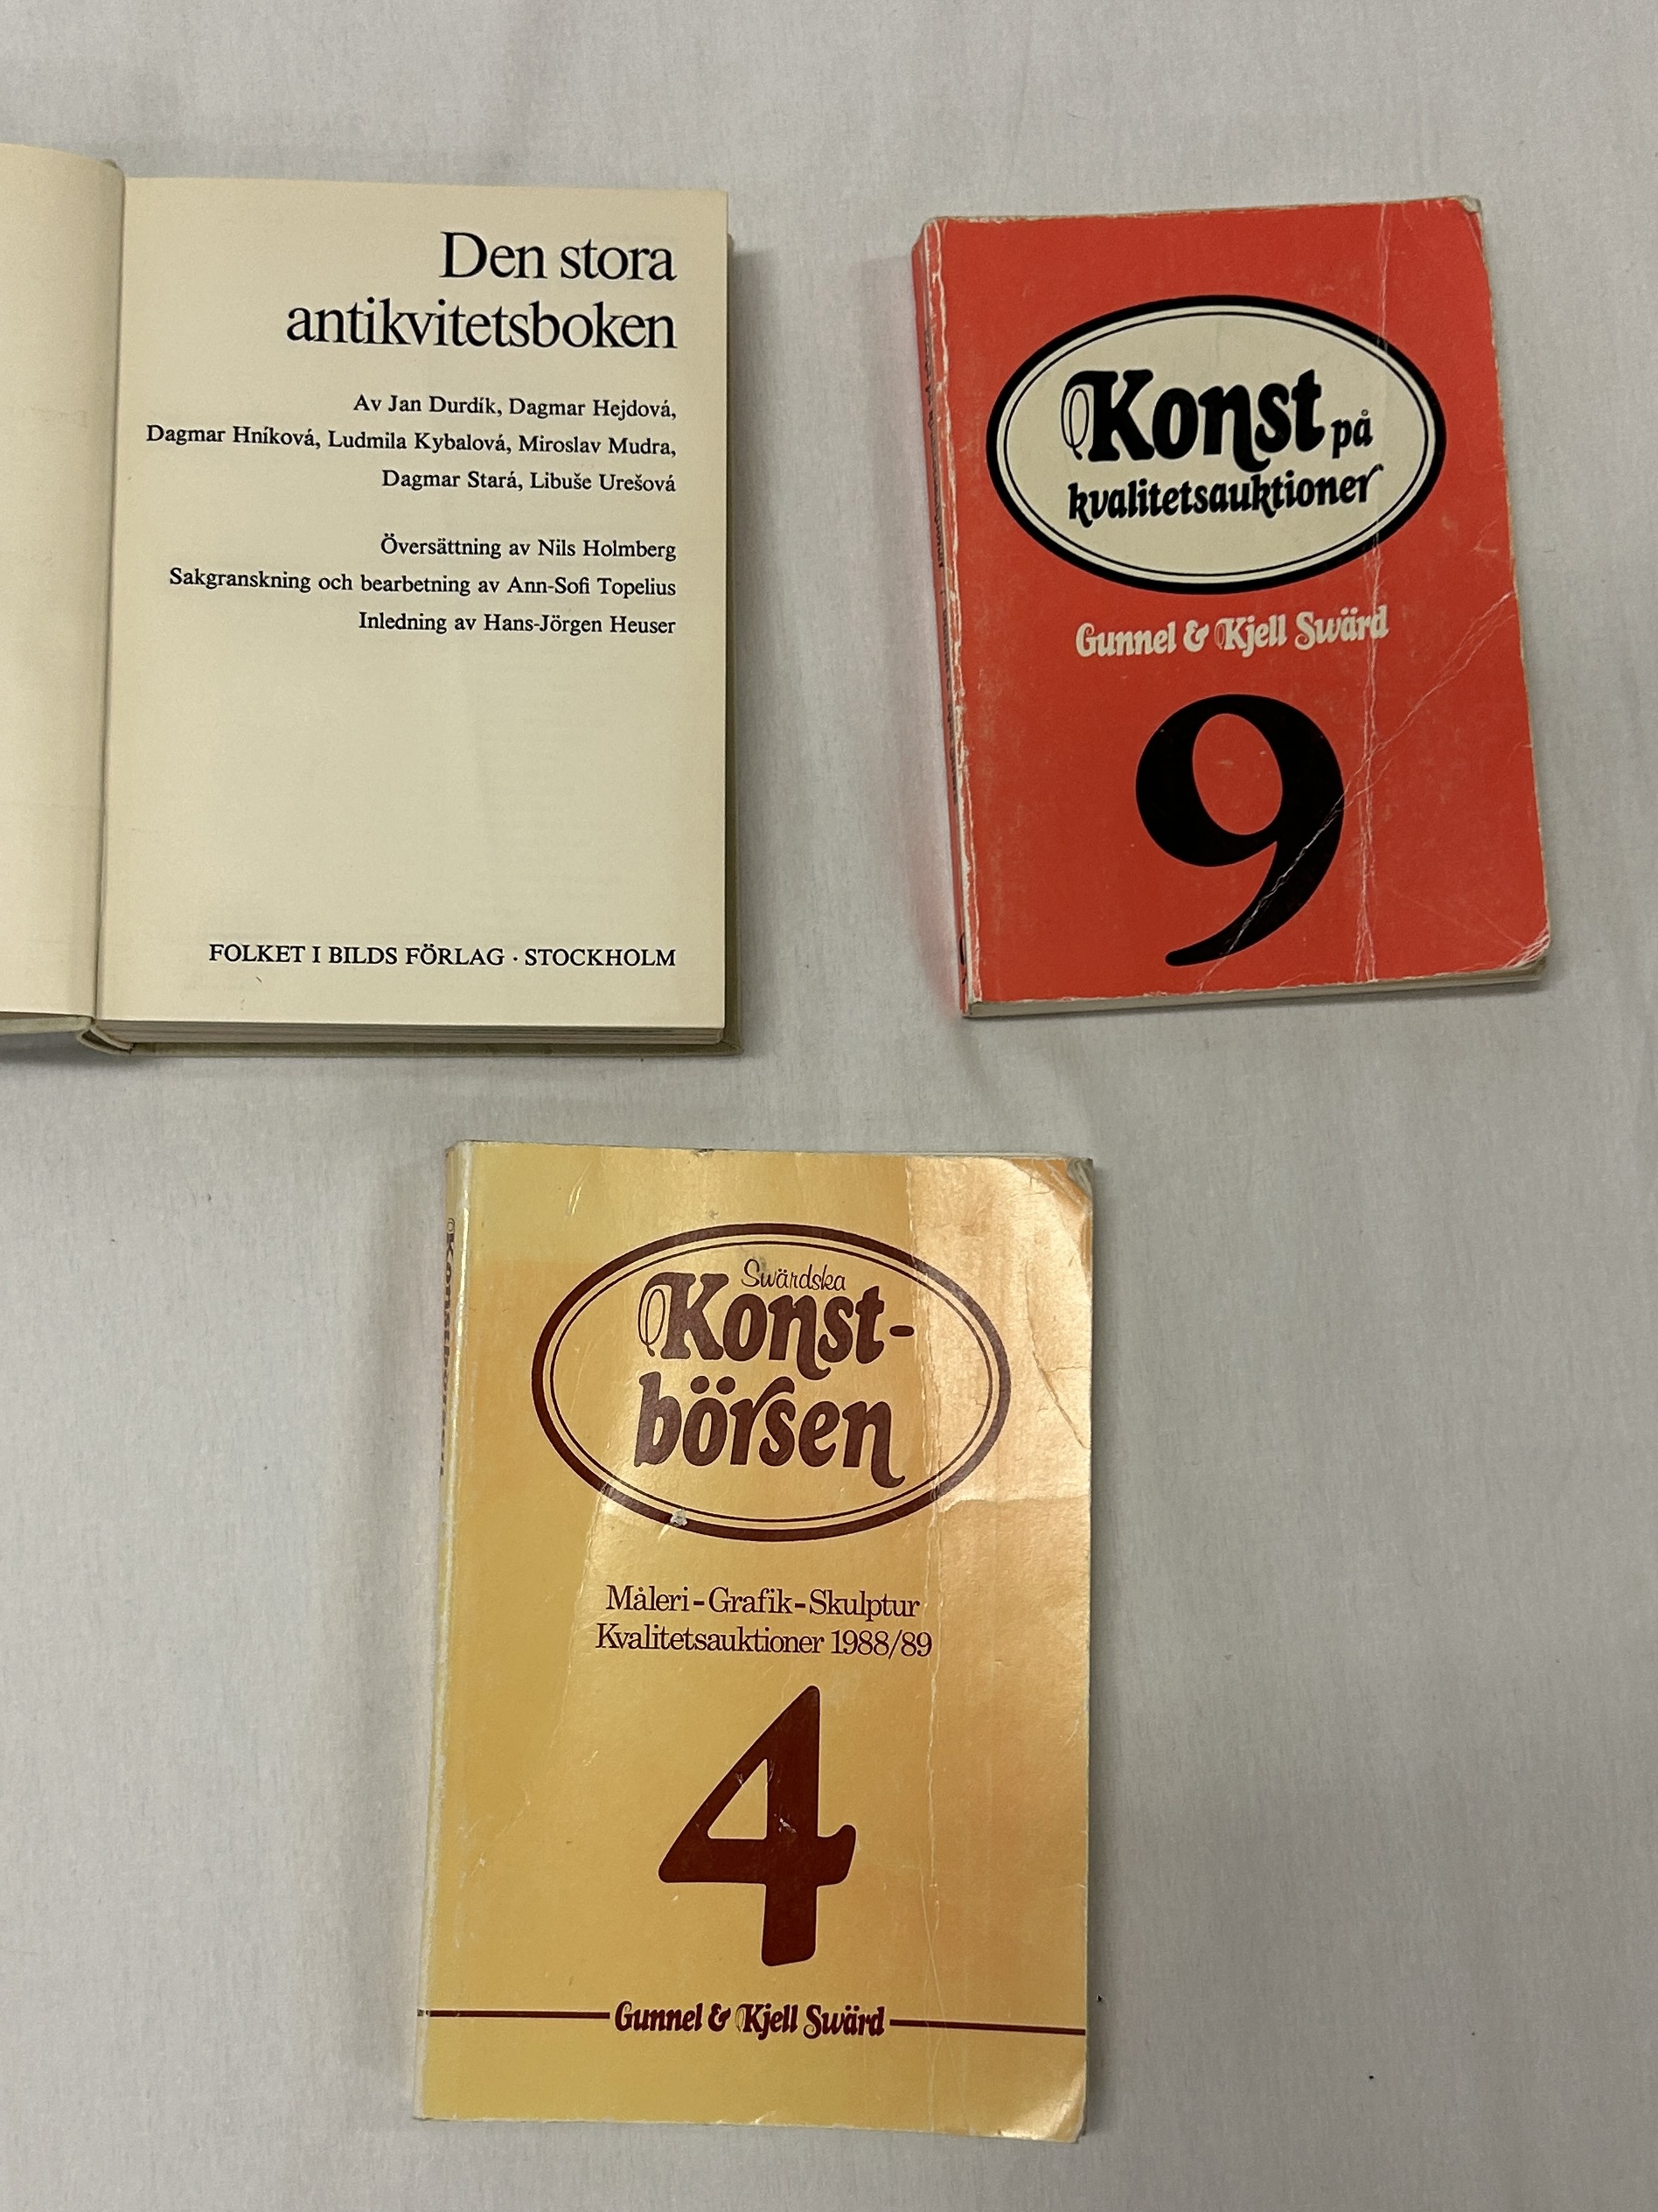 Den stora
antikvitetsboken
Av Jan Durdík, Dagmar Hejdová,
Dagmar Hníková, Ludmila Kybalová, Miroslav Mudra,
Dagmar Stará, Libuše Urešová
Översättning av Nils Holmberg
Sakgranskning och bearbetning av Ann-Sofi Topelius
Inledning av Hans-Jörgen Heuser
FOLKET I BILDS FÖRLAG · STOCKHOLM
Konst på
kvalitetsauktioner
Gunnel & Kjell Swärd
9
Swärdska
Konst-
börsen
Måleri-Grafik-Skulptur
Kvalitetsauktioner 1988/89
4
Gunnel & Kjell Swärd